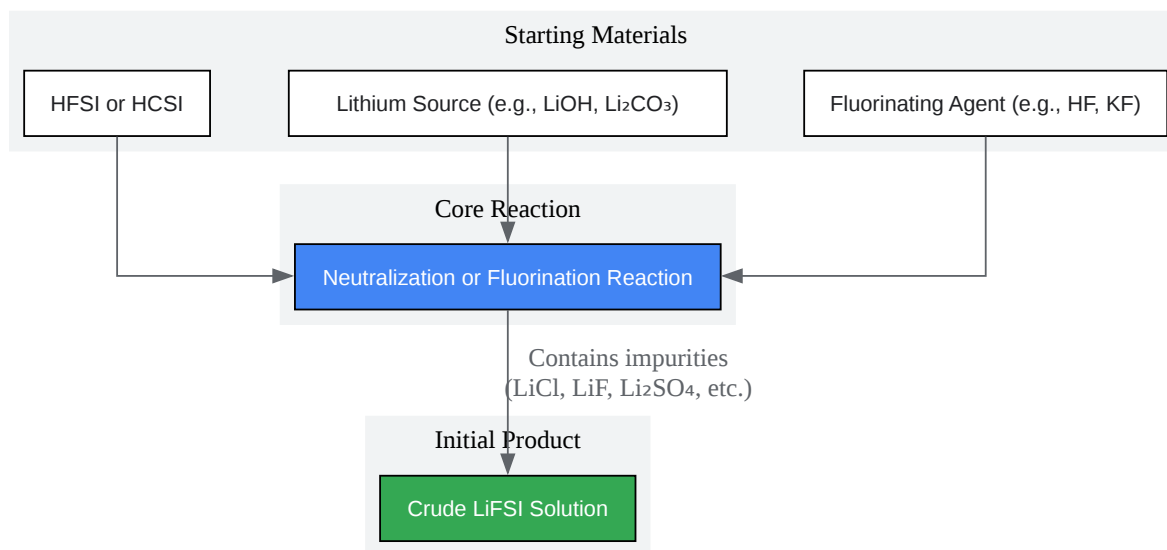 Starting Materials
HFSI or HCSI
Lithium Source (e.g., LiOH, Li₂CO₃)
Fluorinating Agent (e.g., HF, KF)
Core Reaction
Neutralization or Fluorination Reaction
Contains impurities
(LiCl, LiF, Li₂SO₄, etc.)
Initial Product
Crude LiFSI Solution